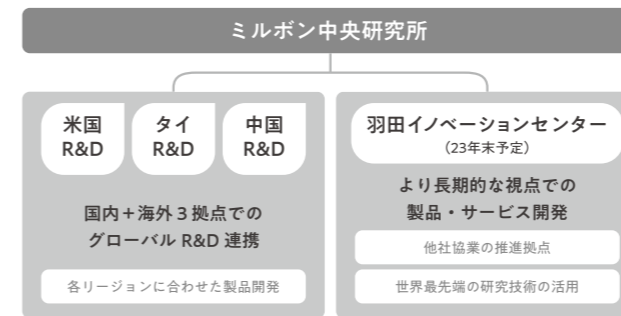 ミルボン中央研究所
米国
R&D
タイ
R&D
中国
R&D
国内＋海外３拠点での
グローバル R&D 連携
各リージョンに合わせた製品開発
羽田イノベーションセンター
（23年末予定）
より長期的な視点での
製品・サービス開発
他社協業の推進拠点
世界最先端の研究技術の活用